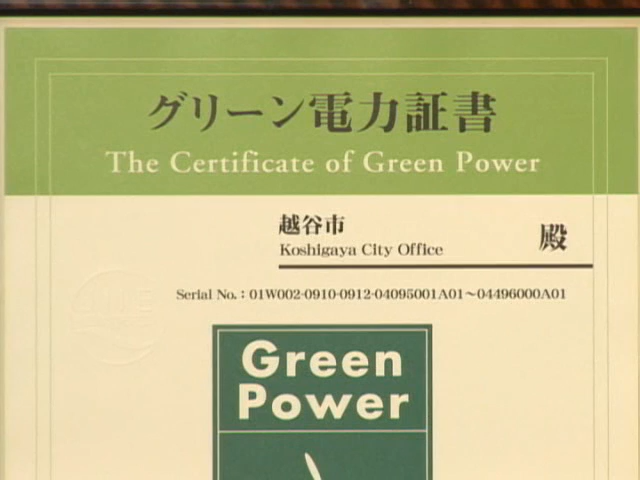 グリーン電力証書
The Certificate of Green Power
越谷市
Koshigaya City Office 殿
Serial No. : 01W002-0910-0912-04095001A01～04496000A01
Green
Power